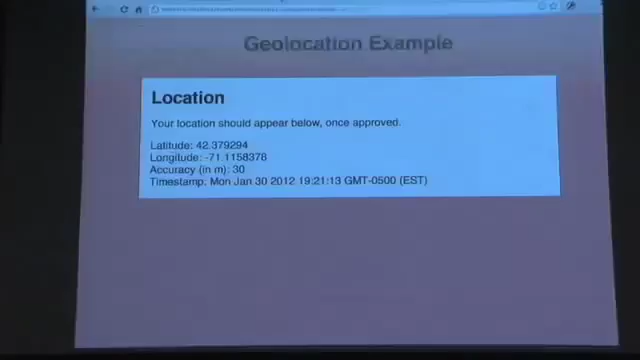 Geolocation Example
Location
Your location should appear below, once approved.
Latitude: 42.379294
Longitude: -71.1158378
Accuracy (in m): 30
Timestamp: Mon Jan 30 2012 19:21:13 GMT-0500 (EST)